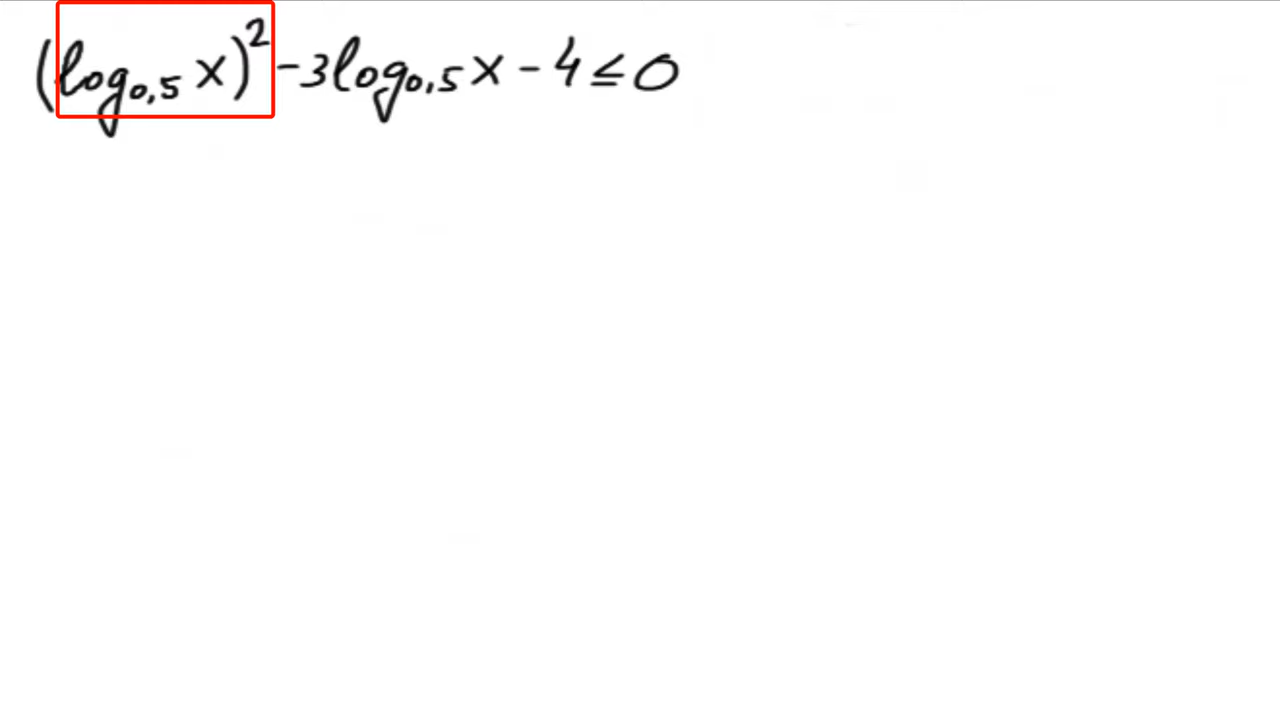 (log₀,₅ x)² - 3log₀,₅ x - 4 ≤ 0